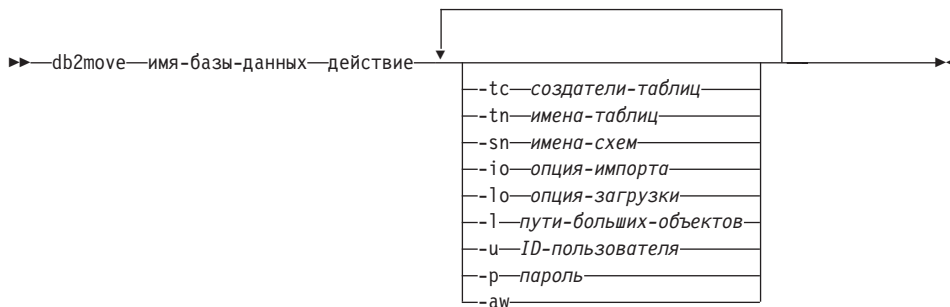 db2move имя-базы-данных действие
-tc создатели-таблиц
-tn имена-таблиц
-sn имена-схем
-io опция-импорта
-lo опция-загрузки
-l пути-больших-объектов
-u ID-пользователя
-p пароль
-aw